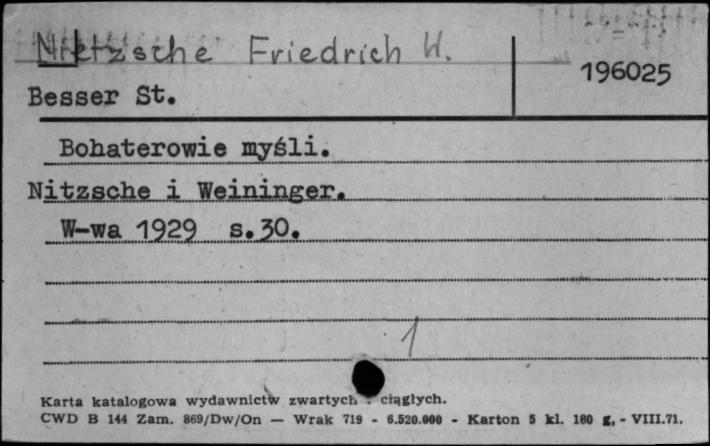 Nietzsche Friedrich W.
196025
Besser St.
Bohaterowie myśli.
Nitzsche i Weininger.
W-wa 1929 s.30.
1
Karta katalogowa wydawnictw zwartych i ciągłych.
CWD B 144 Zam. 869/Dw/On — Wrak 719 - 6.520.000 - Karton 5 kl. 180 g, - VIII.71.